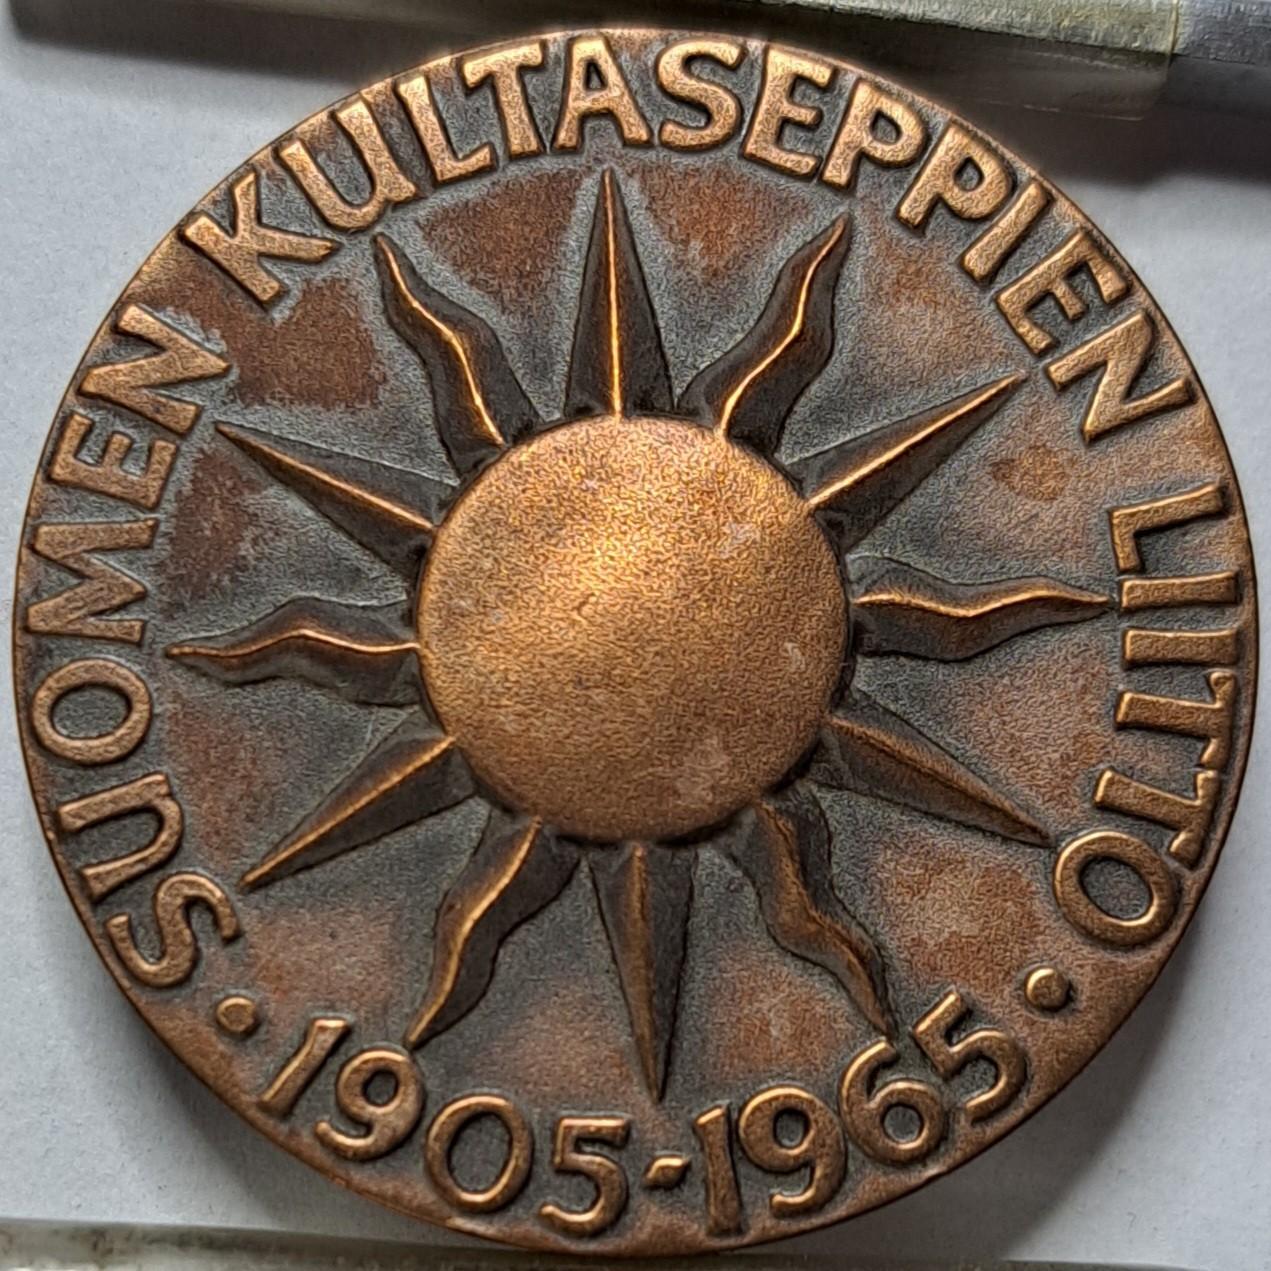 SUOMEN KULTASEPPIEN LIITTO
• 1905-1965 •